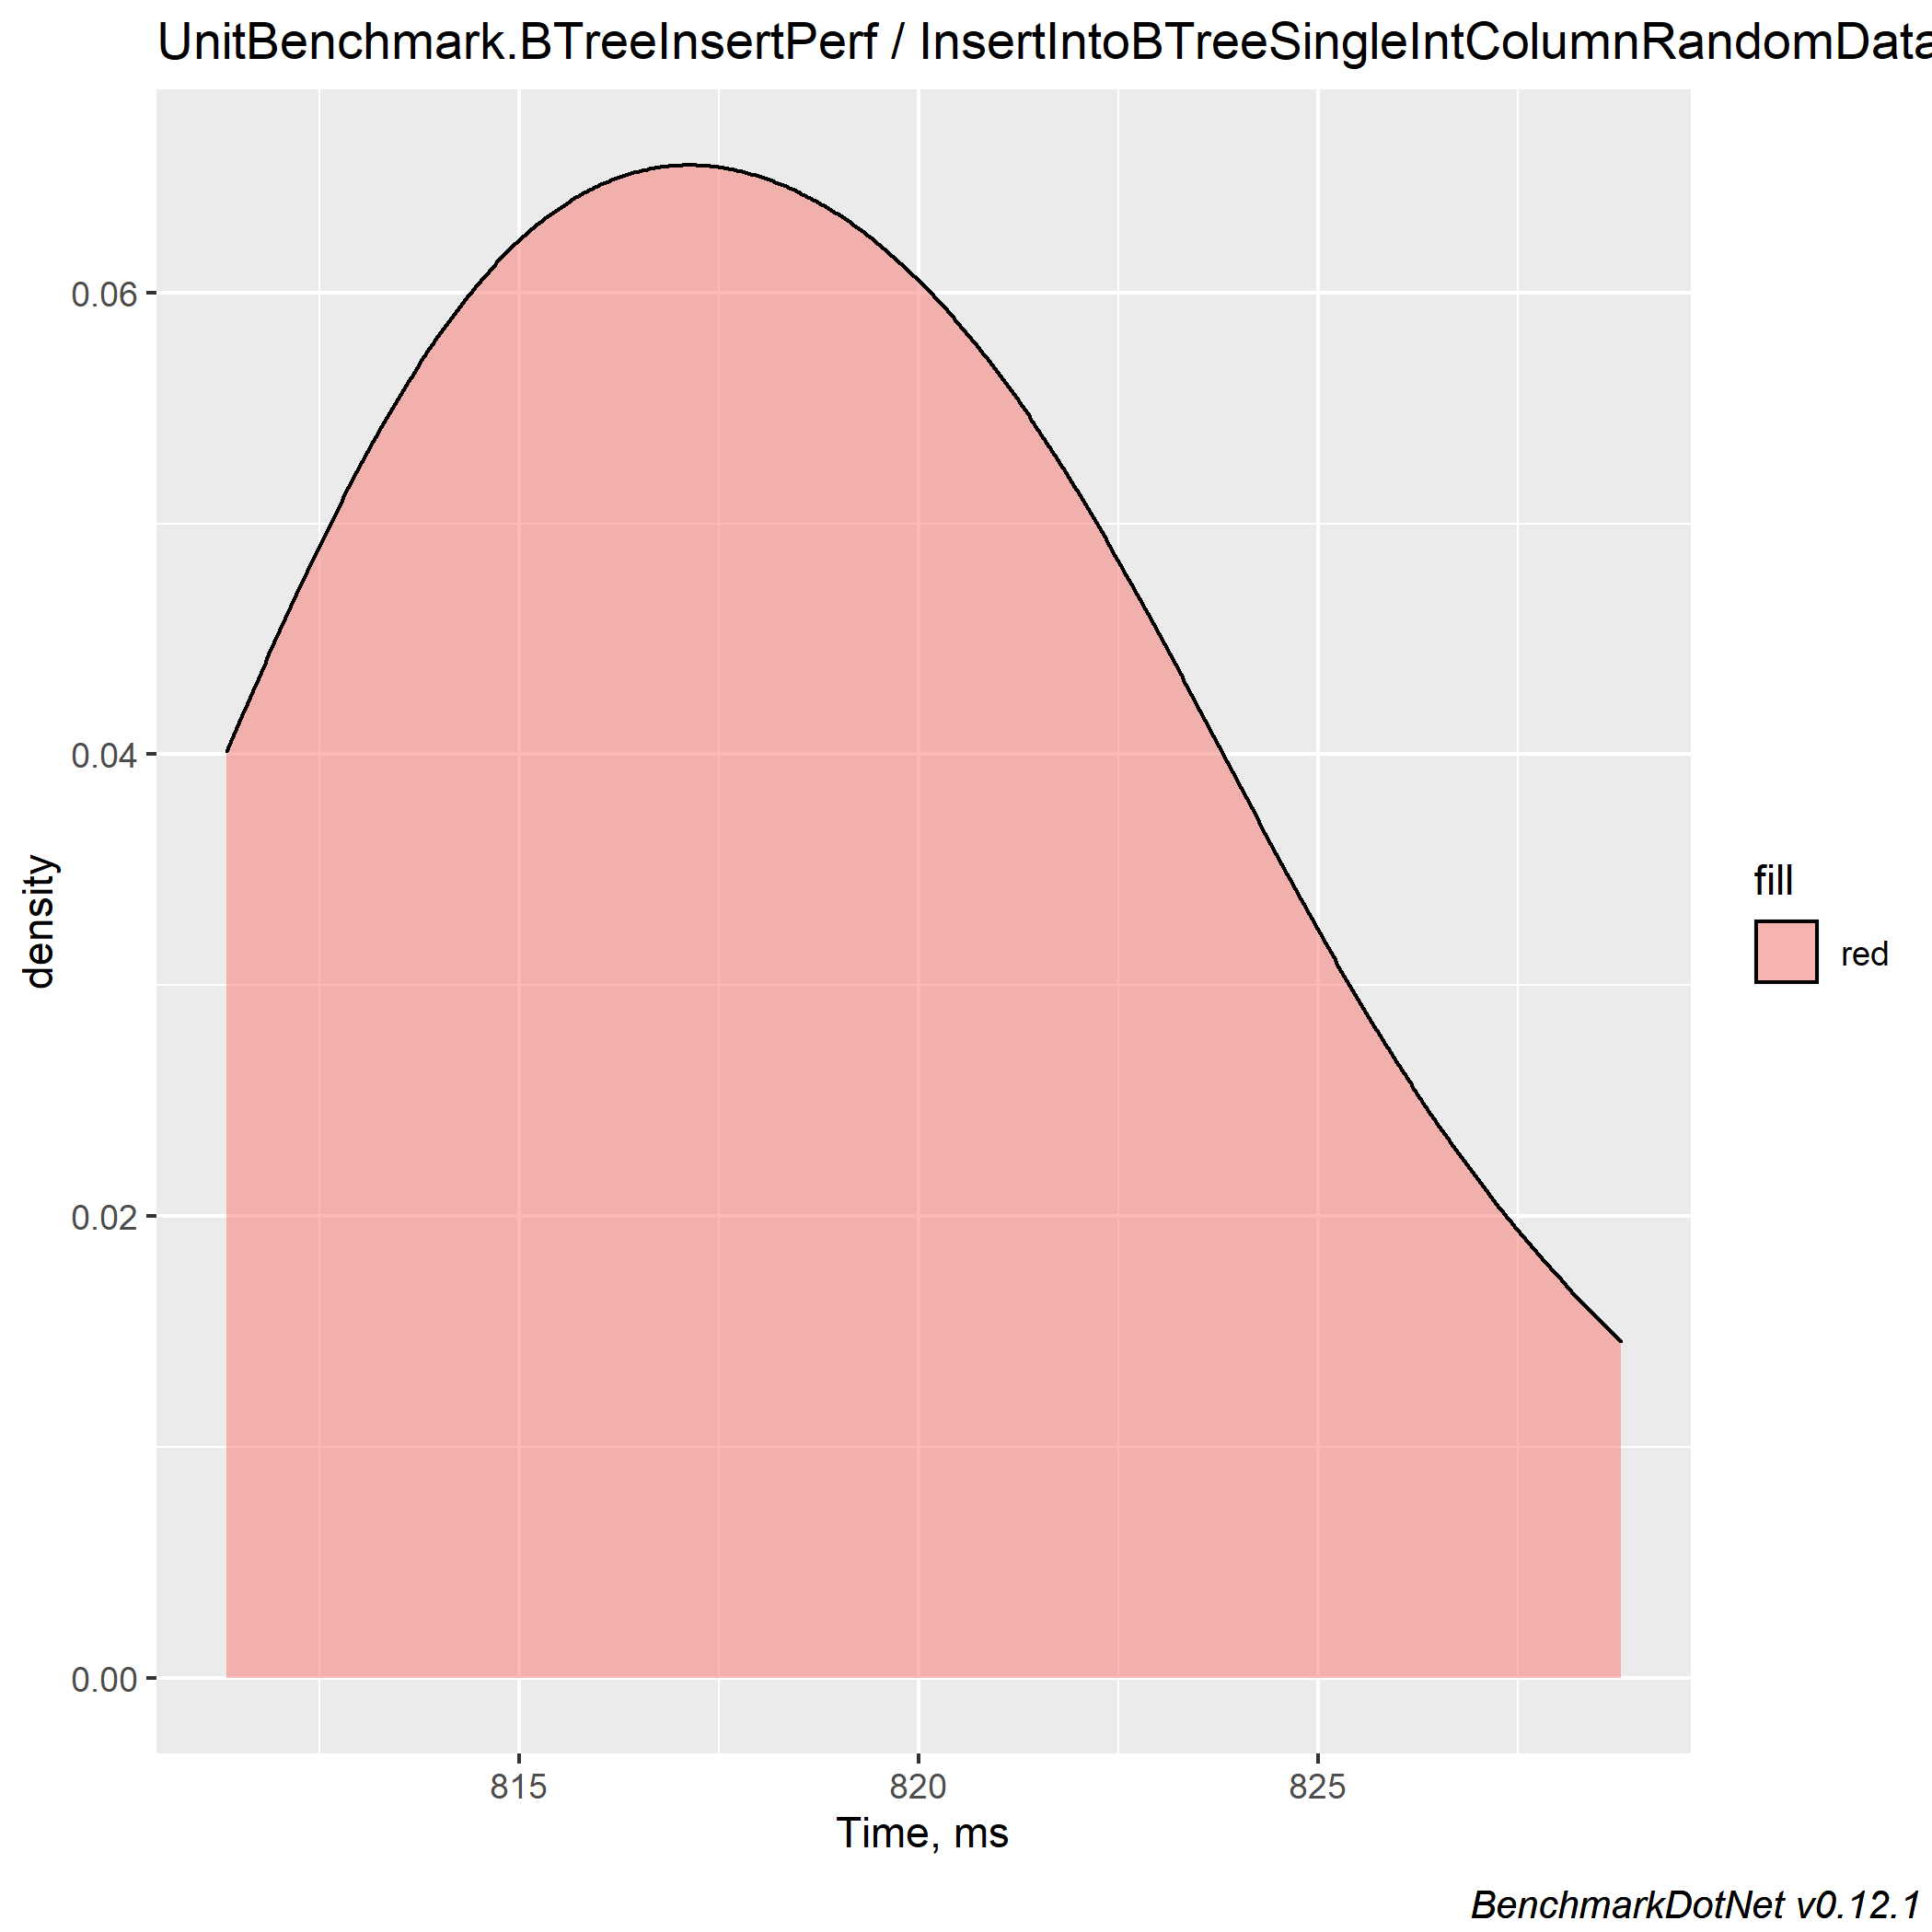 UnitBenchmark.BTreeInsertPerf / InsertIntoBTreeSingleIntColumnRandomData
0.06
0.04
0.02
0.00
density
815 820 825
Time, ms
fill
red
BenchmarkDotNet v0.12.1